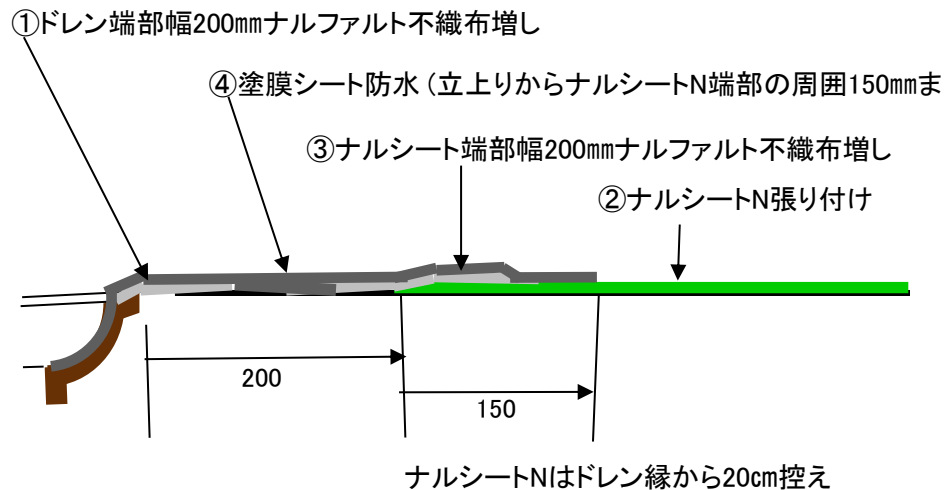 ①ドレン端部幅200㎜ナルファルト不織布増し
④塗膜シート防水（立上りからナルシートN端部の周囲150㎜ま
③ナルシート端部幅200㎜ナルファルト不織布増し
②ナルシートN張り付け
200
150
ナルシートNはドレン縁から20㎝控え